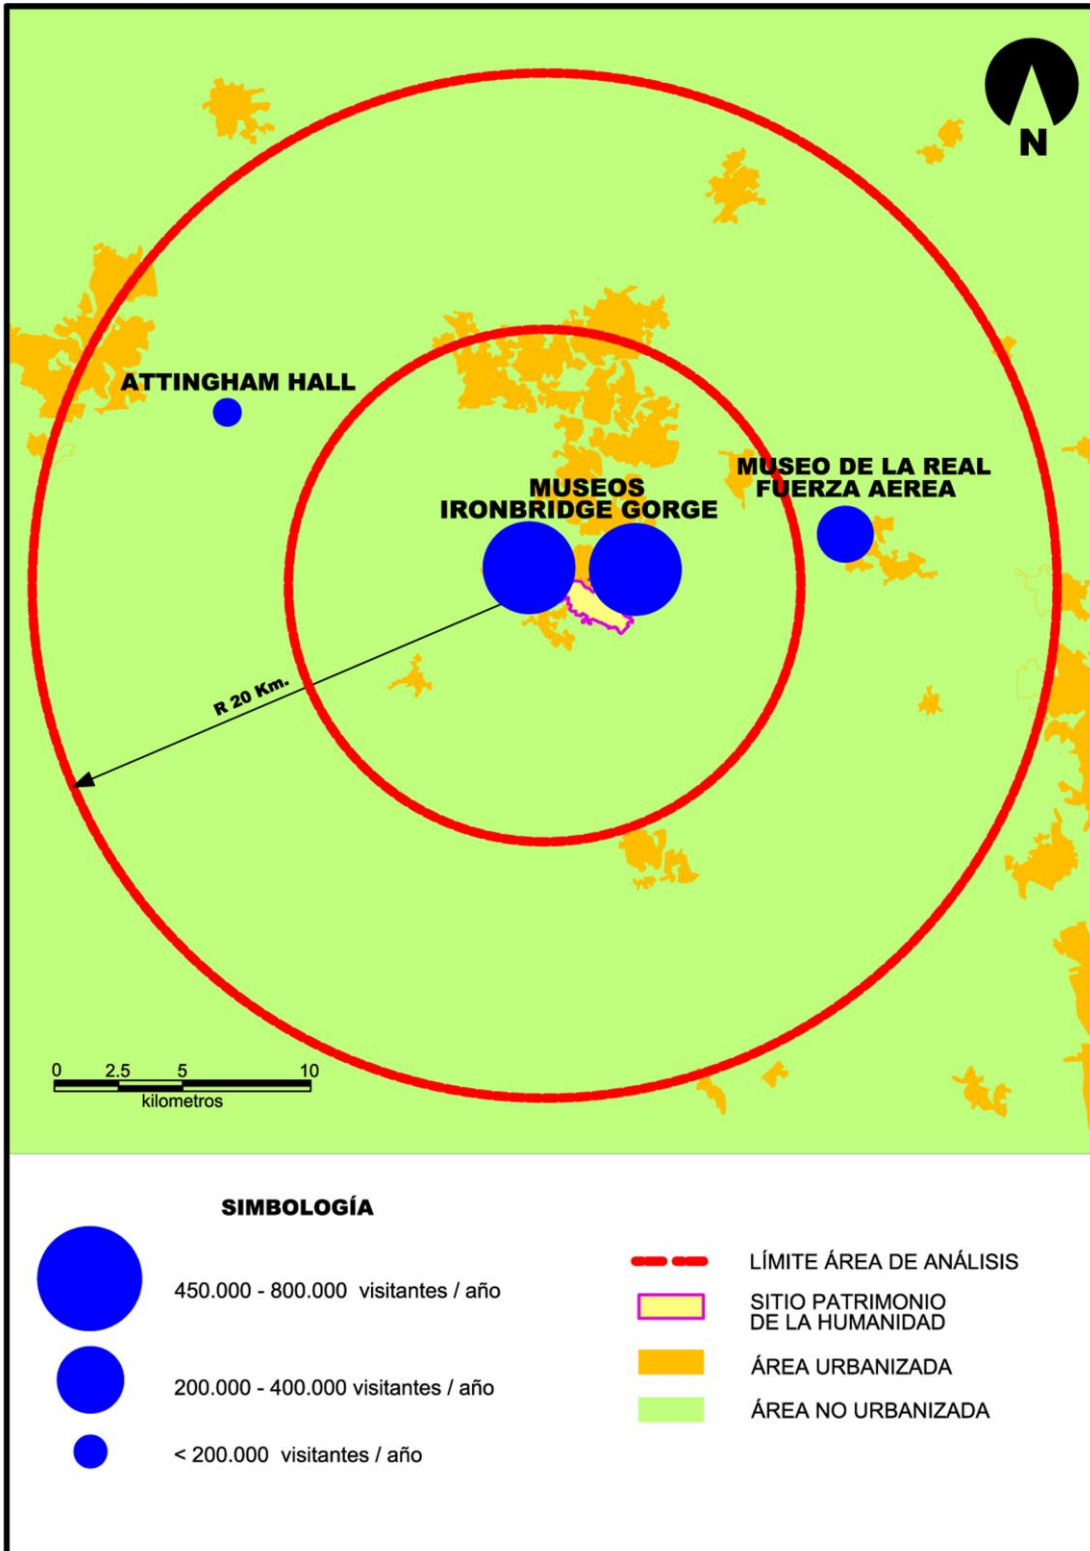 N
ATTINGHAM HALL
MUSEO DE LA REAL
FUERZA AEREA
MUSEOS
IRONBRIDGE GORGE
R 20 Km.
0 2.5 5 10
kilometros
SIMBOLOGÍA
450.000 - 800.000 visitantes / año
200.000 - 400.000 visitantes / año
< 200.000 visitantes / año
LÍMITE ÁREA DE ANÁLISIS
SITIO PATRIMONIO
DE LA HUMANIDAD
ÁREA URBANIZADA
ÁREA NO URBANIZADA